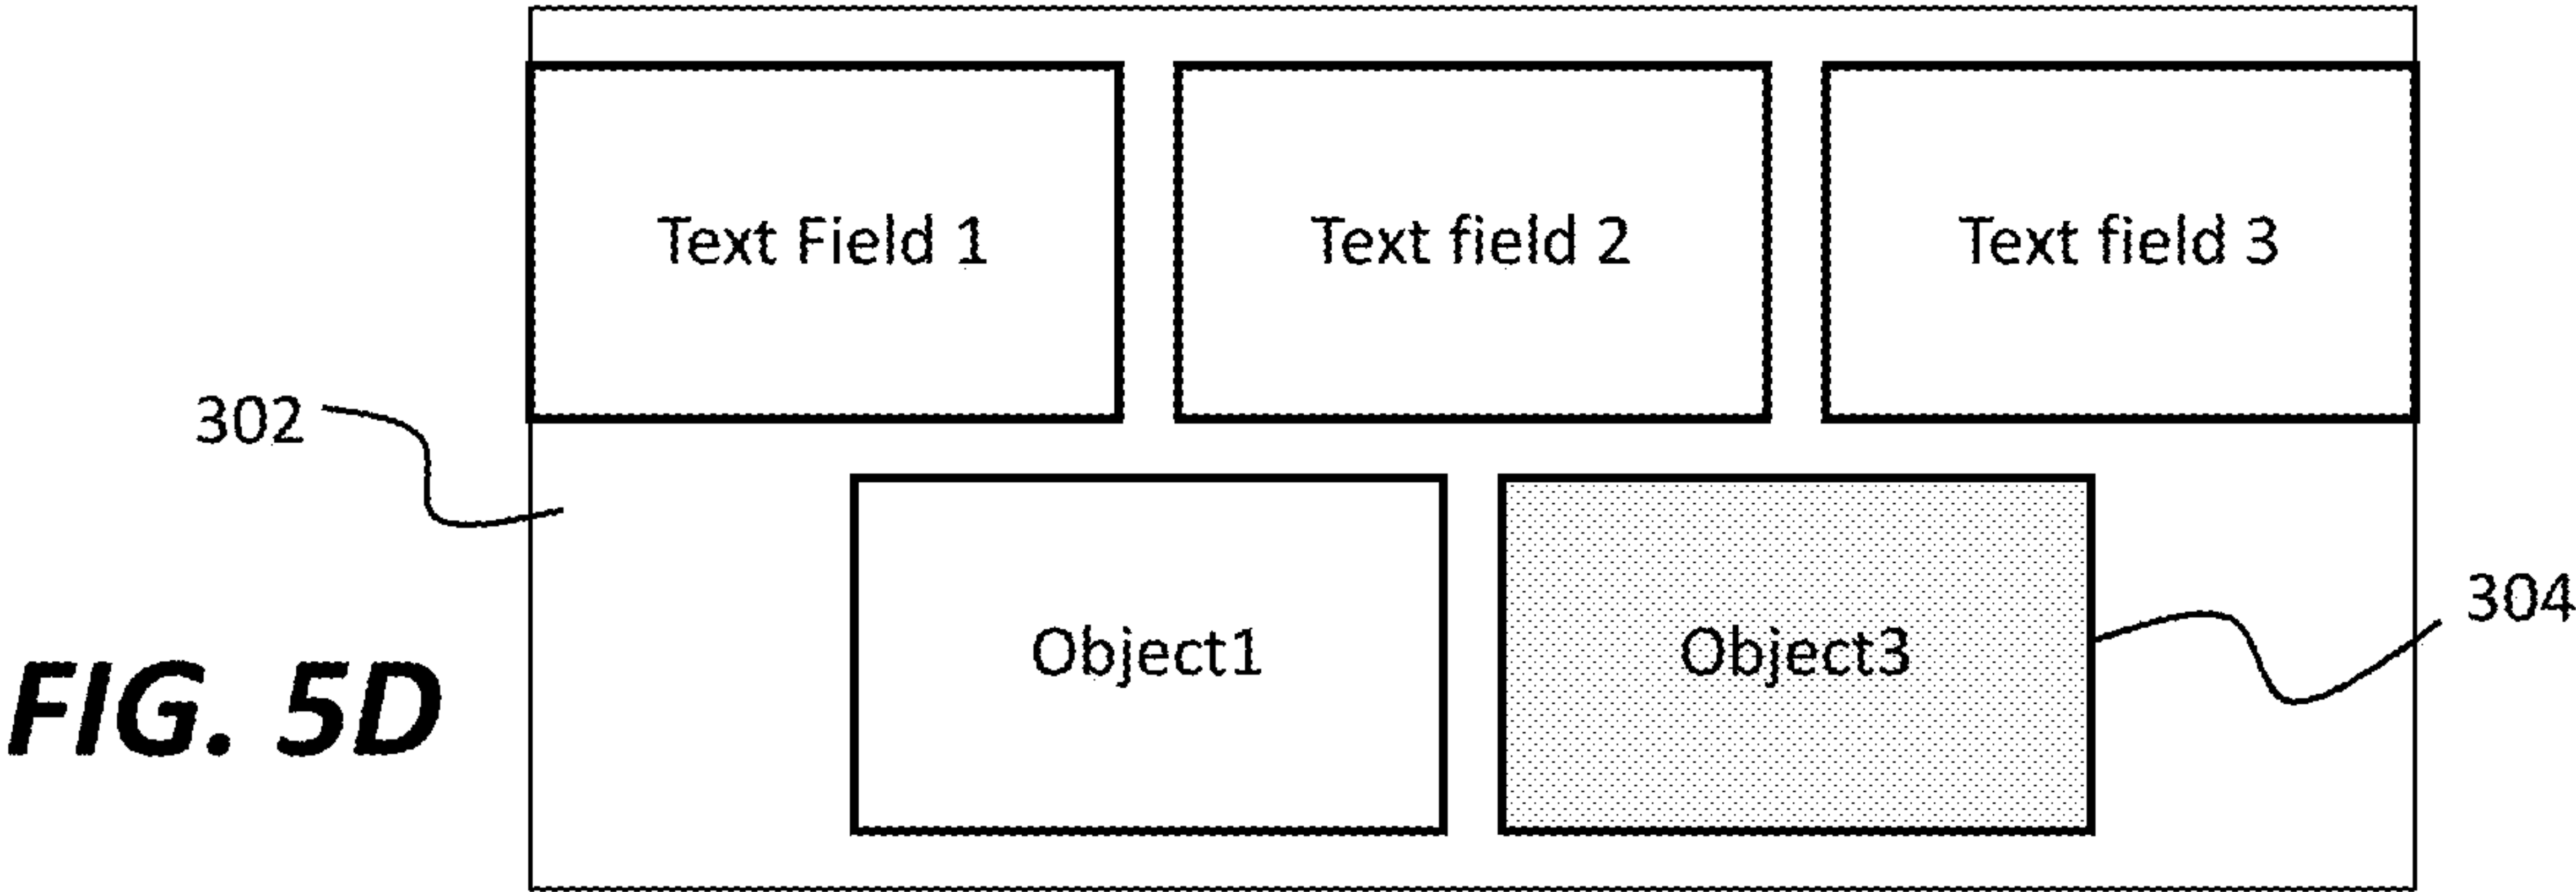 Text Field 1 Text field 2 Text field 3
302
Object1 Object3
304
FIG. 5D